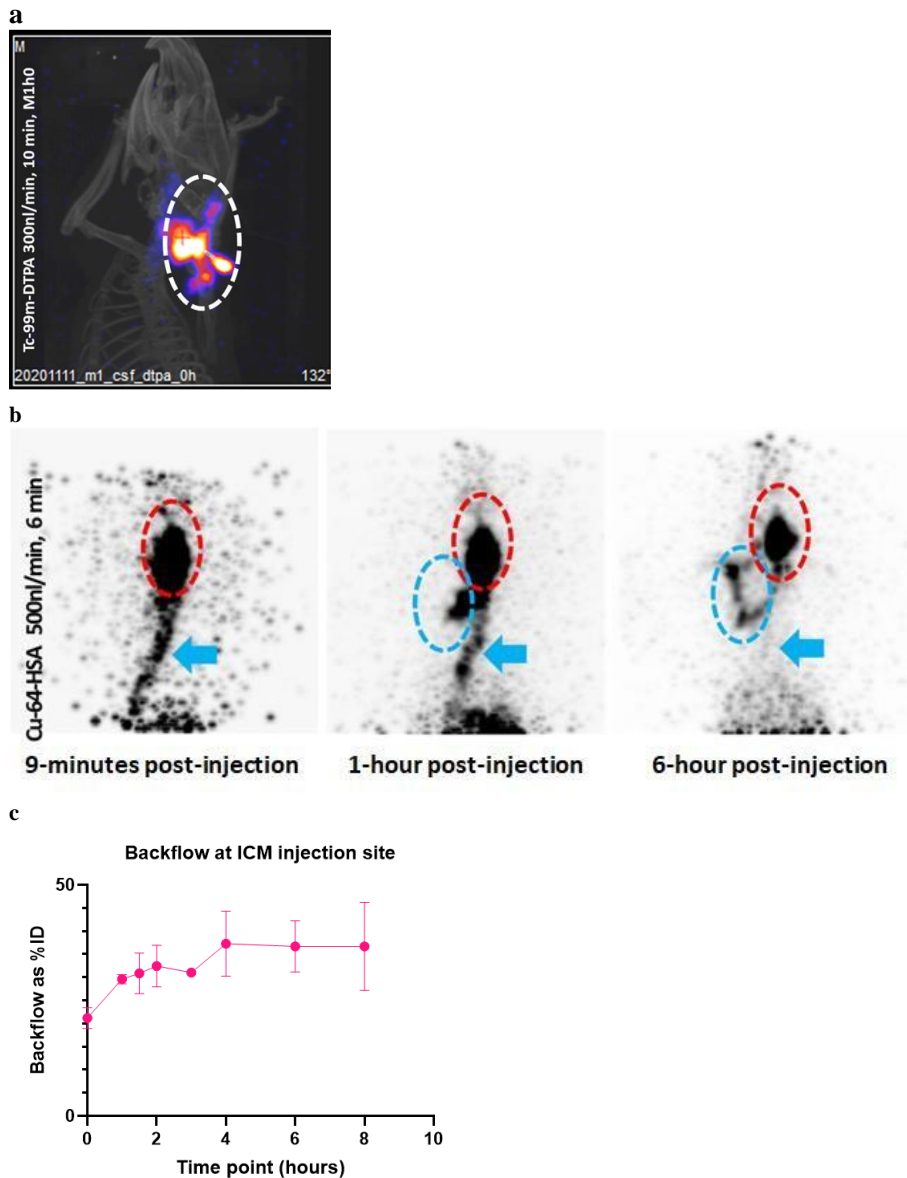 a
M
Tc-99m-DTPA 300nl/min, 10 min, M1h0
20201111_m1_csf_dtpa_0h 132°
b
Cu-64-HSA 500nl/min, 6 min
9-minutes post-injection 1-hour post-injection 6-hour post-injection
c
Backflow at ICM injection site
Backflow as %ID
50
0
0 2 4 6 8 10
Time point (hours)